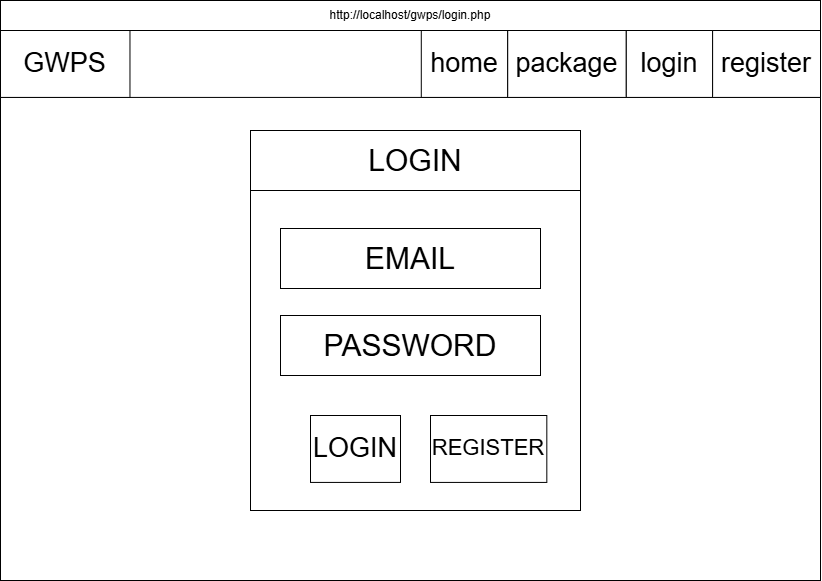 http://localhost/gwps/login.php
GWPS home package login register
LOGIN
EMAIL
PASSWORD
LOGIN REGISTER